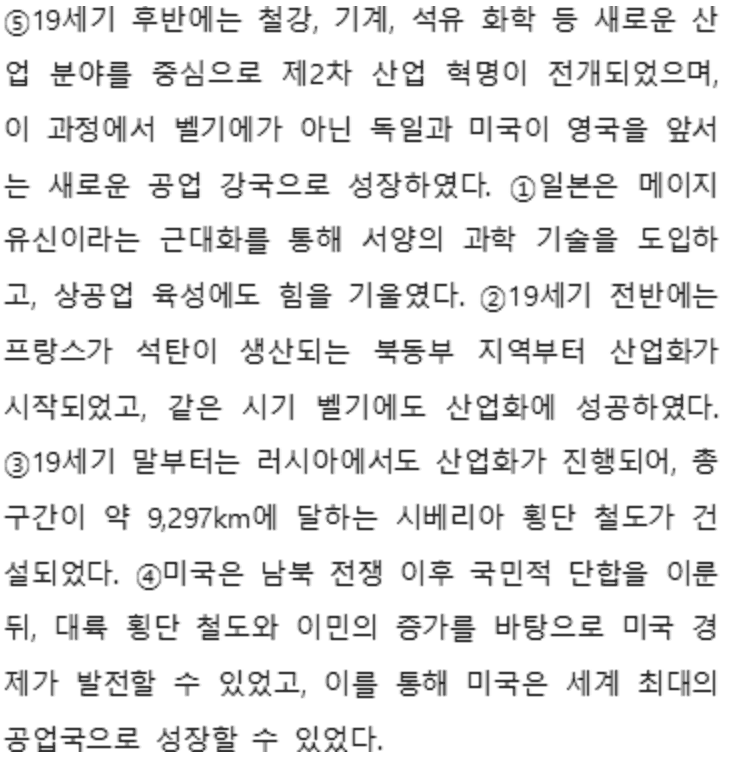 ⑤19세기 후반에는 철강, 기계, 석유 화학 등 새로운 산
업 분야를 중심으로 제2차 산업 혁명이 전개되었으며,
이 과정에서 벨기에가 아닌 독일과 미국이 영국을 앞서
는 새로운 공업 강국으로 성장하였다. ①일본은 메이지
유신이라는 근대화를 통해 서양의 과학 기술을 도입하
고, 상공업 육성에도 힘을 기울였다. ②19세기 전반에는
프랑스가 석탄이 생산되는 북동부 지역부터 산업화가
시작되었고, 같은 시기 벨기에도 산업화에 성공하였다.
③19세기 말부터는 러시아에서도 산업화가 진행되어, 총
구간이 약 9,297km에 달하는 시베리아 횡단 철도가 건
설되었다. ④미국은 남북 전쟁 이후 국민적 단합을 이룬
뒤, 대륙 횡단 철도와 이민의 증가를 바탕으로 미국 경
제가 발전할 수 있었고, 이를 통해 미국은 세계 최대의
공업국으로 성장할 수 있었다.